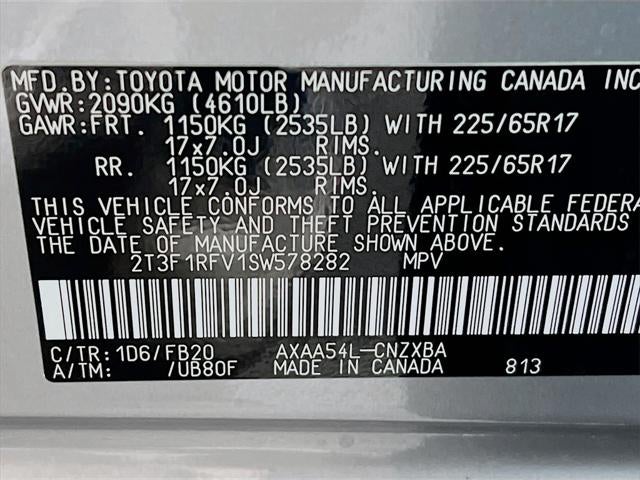 MFD.BY:TOYOTA MOTOR MANUFACTURING CANADA INC
GVWR:2090KG (4610LB)
GAWR:FRT. 1150KG (2535LB) WITH 225/65R17
17x7.0J RIMS.
RR. 1150KG (2535LB) WITH 225/65R17
17x7.0J RIMS.
THIS VEHICLE CONFORMS TO ALL APPLICABLE FEDERA
VEHICLE SAFETY AND THEFT PREVENTION STANDARDS
THE DATE OF MANUFACTURE SHOWN ABOVE.
2T3F1RFV1SW578282 MPV
C/TR:1D6/FB20 AXAA54L-CNZXBA
A/TM: /UB80F MADE IN CANADA 813